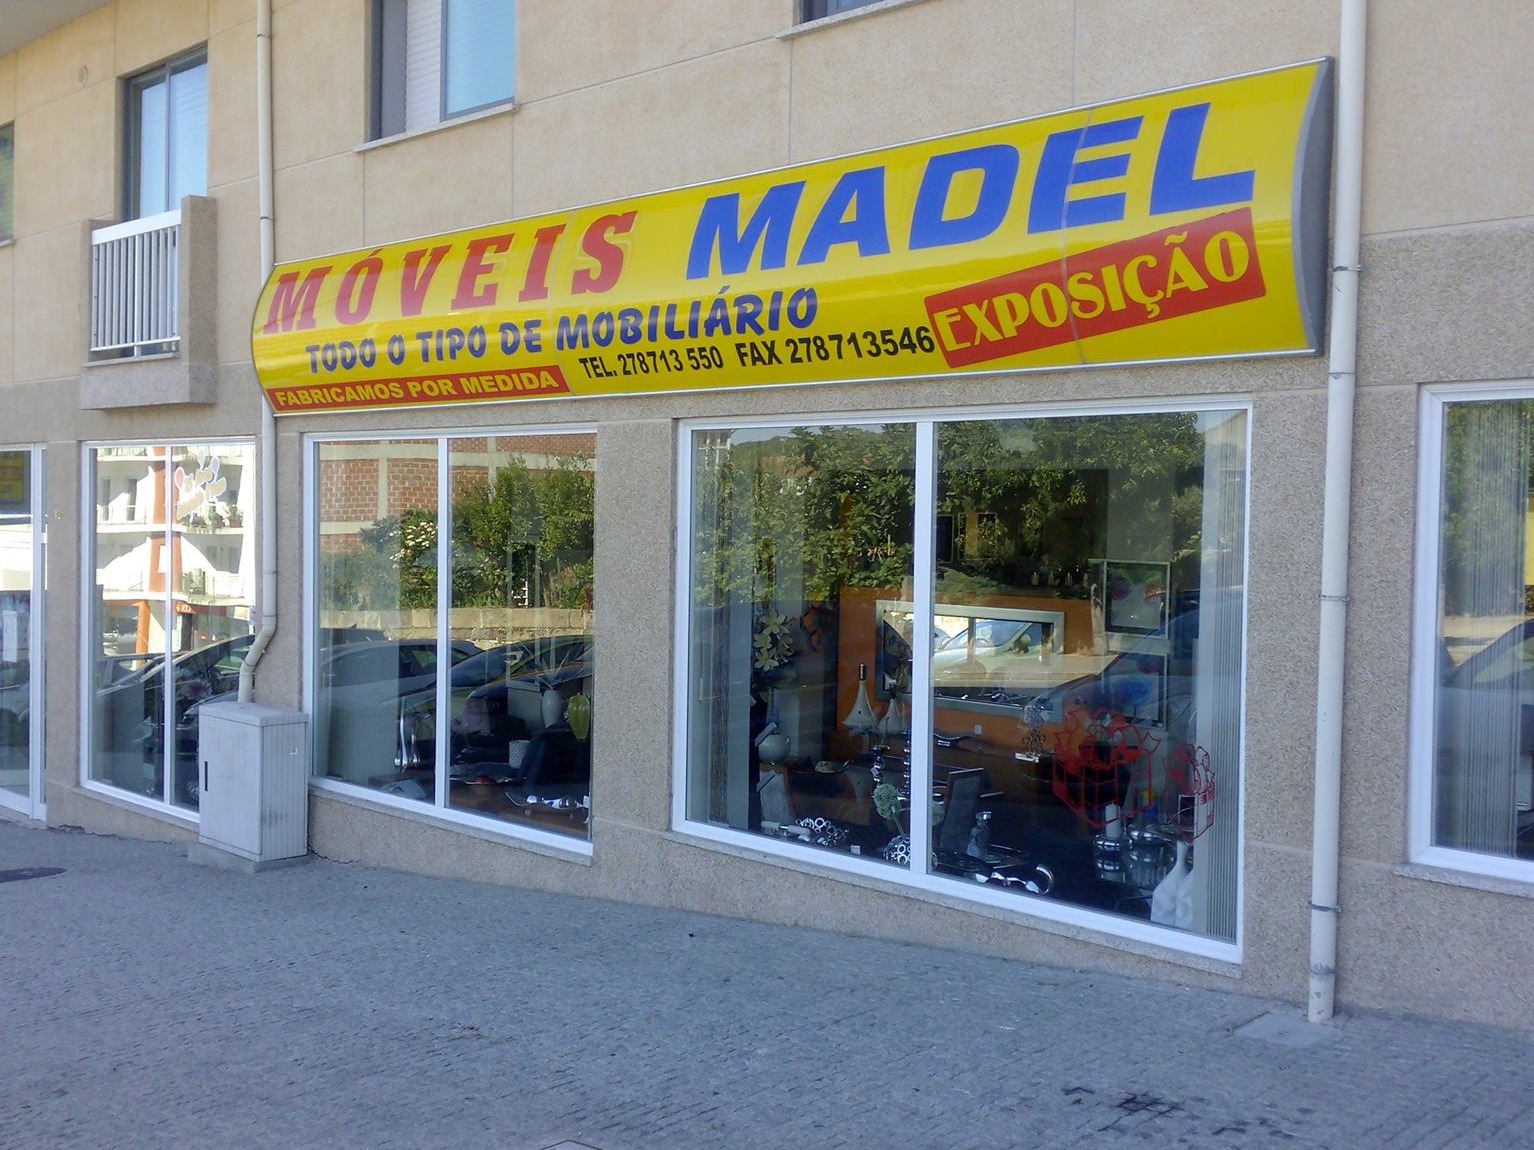 MÓVEIS MADEL
TODO O TIPO DE MOBILIÁRIO
EXPOSIÇÃO
FABRICAMOS POR MEDIDA
TEL. 278713 550 FAX 278713546